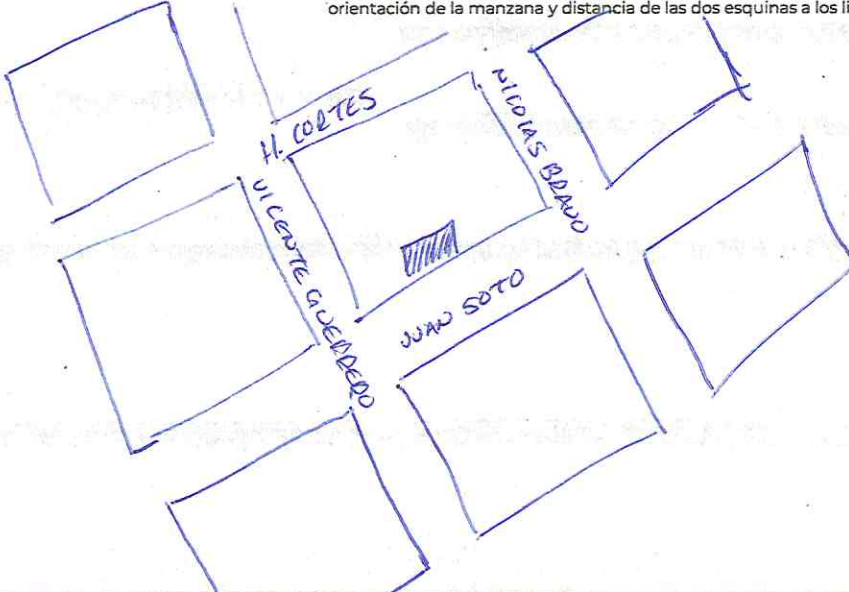 orientación de la manzana y distancia de las dos esquinas a los li
H. CORTES
NICOLAS BRAVO
VICENTE GUERRERO
JUAN SOTO